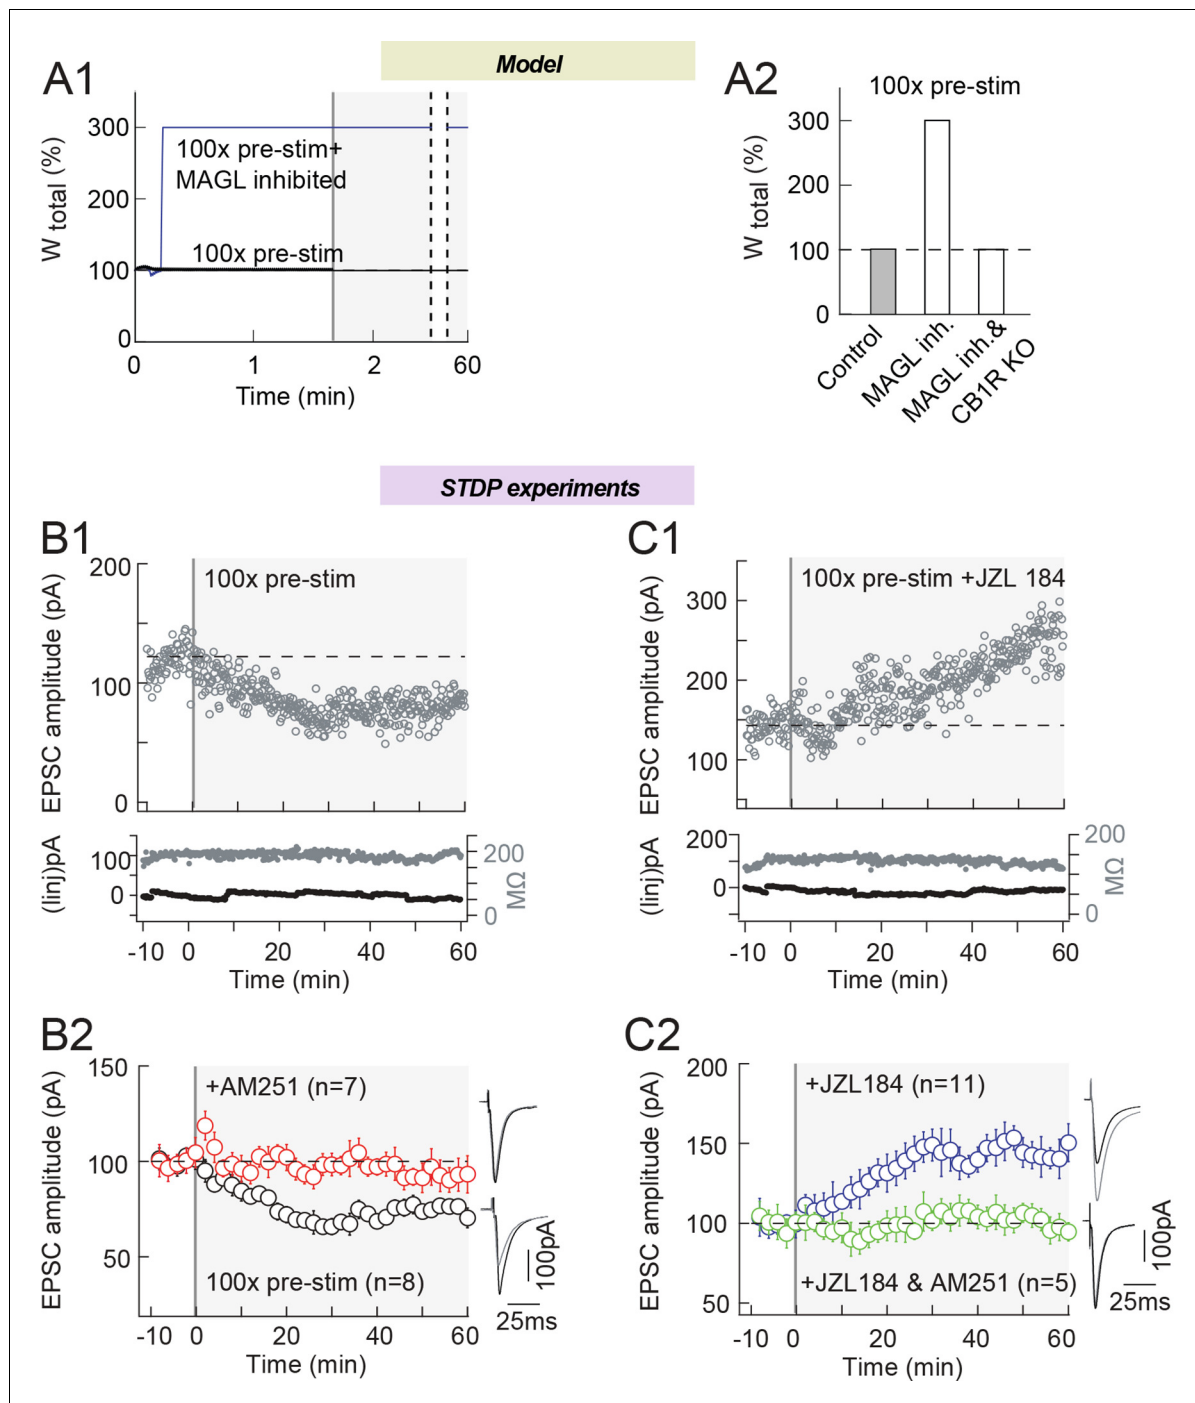 Model
A1
W total (%)
300
200
100
0
100x pre-stim+
MAGL inhibited
100x pre-stim
0 1 2 60
Time (min)
A2
100x pre-stim
W total (%)
300
200
100
0
Control
MAGL inh.
MAGL inh.&
CB1R KO
STDP experiments
B1
EPSC amplitude (pA)
200
100
0
100x pre-stim
(Iinj)pA
100
0
200
0
MΩ
-10 0 20 40 60
Time (min)
C1
EPSC amplitude (pA)
300
200
100
100x pre-stim +JZL 184
(Iinj)pA
200
0
200
0
MΩ
-10 0 20 40 60
Time (min)
B2
EPSC amplitude (pA)
150
100
50
+AM251 (n=7)
100x pre-stim (n=8)
100pA
25ms
-10 0 20 40 60
Time (min)
C2
EPSC amplitude (pA)
200
150
100
50
+JZL184 (n=11)
+JZL184 & AM251 (n=5)
100pA
25ms
-10 0 20 40 60
Time (min)